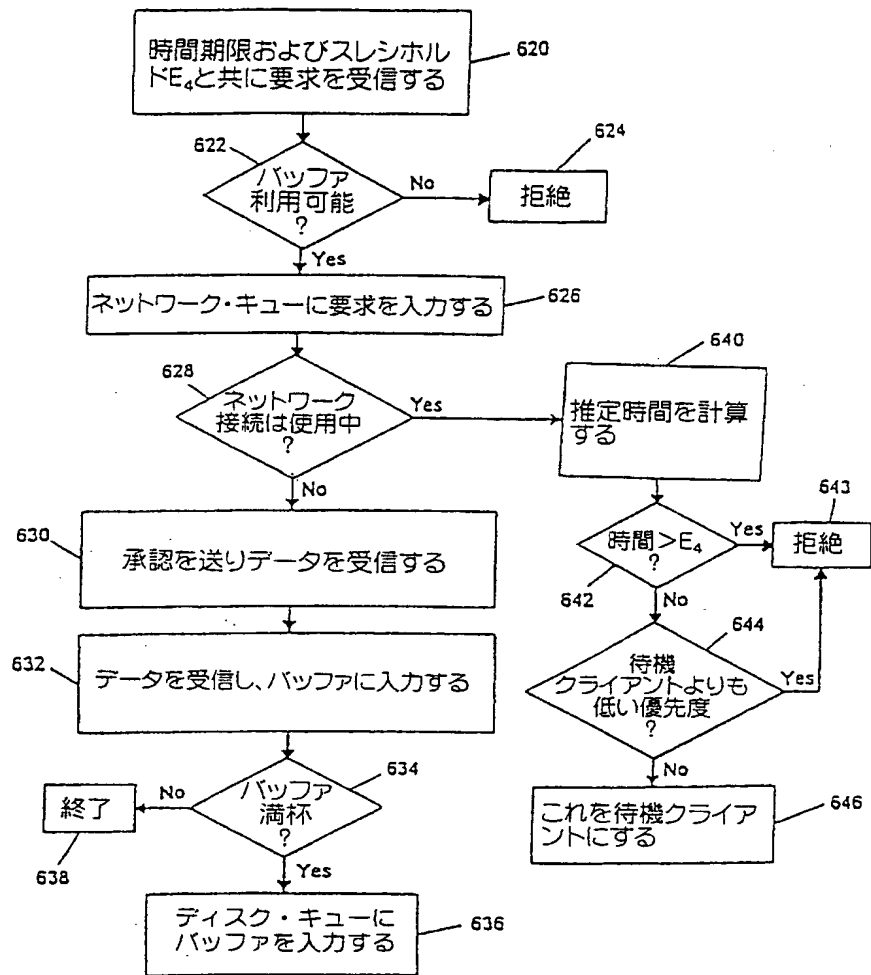 時間期限およびスレシホル
ドE₄と共に要求を受信する
620
622
バッファ
利用可能
?
No
624
拒絶
Yes
ネットワーク・キューに要求を入力する
626
628
ネットワーク
接続は使用中
?
Yes
640
推定時間を計算
する
No
630
承認を送りデータを受信する
時間>E₄
?
642
Yes
643
拒絶
No
632
データを受信し、バッファに入力する
644
待機
クライアントよりも
低い優先度
?
Yes
634
バッファ
満杯
?
No
終了
638
No
これを待機クライア
ントにする
646
Yes
ディスク・キューに
バッファを入力する
636